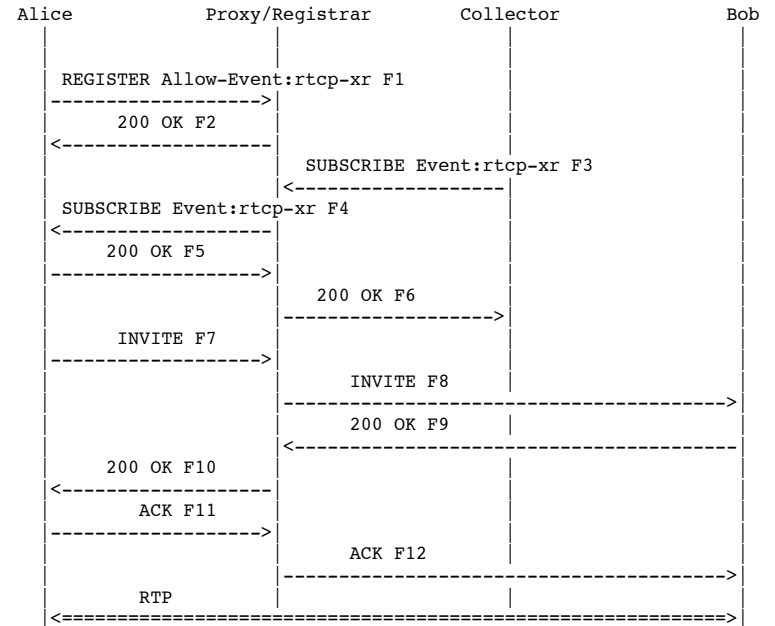 Alice Proxy/Registrar Collector Bob
REGISTER Allow-Event:rtcp-xr F1
200 OK F2
SUBSCRIBE Event:rtcp-xr F3
SUBSCRIBE Event:rtcp-xr F4
200 OK F5
200 OK F6
INVITE F7
INVITE F8
200 OK F9
200 OK F10
ACK F11
ACK F12
RTP